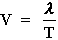 V = λ/T